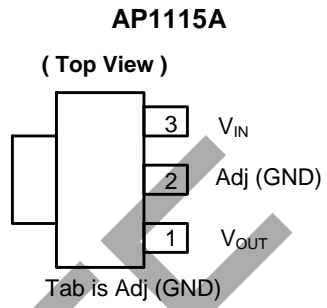 AP1115A
( Top View )
3 VIN
2 Adj (GND)
1 VOUT
Tab is Adj (GND)